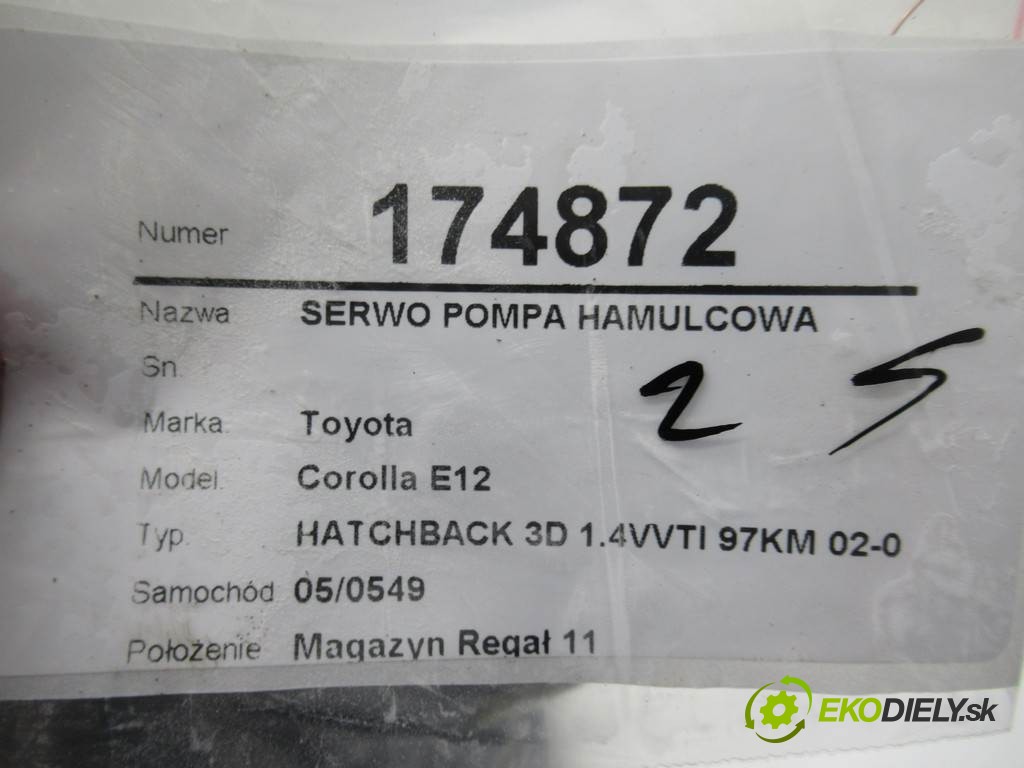 Numer 174872
Nazwa SERWO POMPA HAMULCOWA
Sn.
2 5
Marka. Toyota
Model. Corolla E12
Typ. HATCHBACK 3D 1.4VVTI 97KM 02-0
Samochód 05/0549
Położenie Magazyn Regał 11
EKODIELY.sk